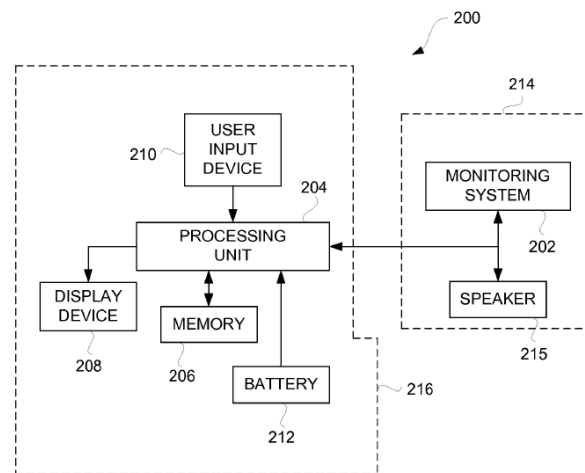 200
214
USER
INPUT
DEVICE
210
204
MONITORING
SYSTEM
202
PROCESSING
UNIT
DISPLAY
DEVICE
208
MEMORY
206
SPEAKER
215
BATTERY
212
216